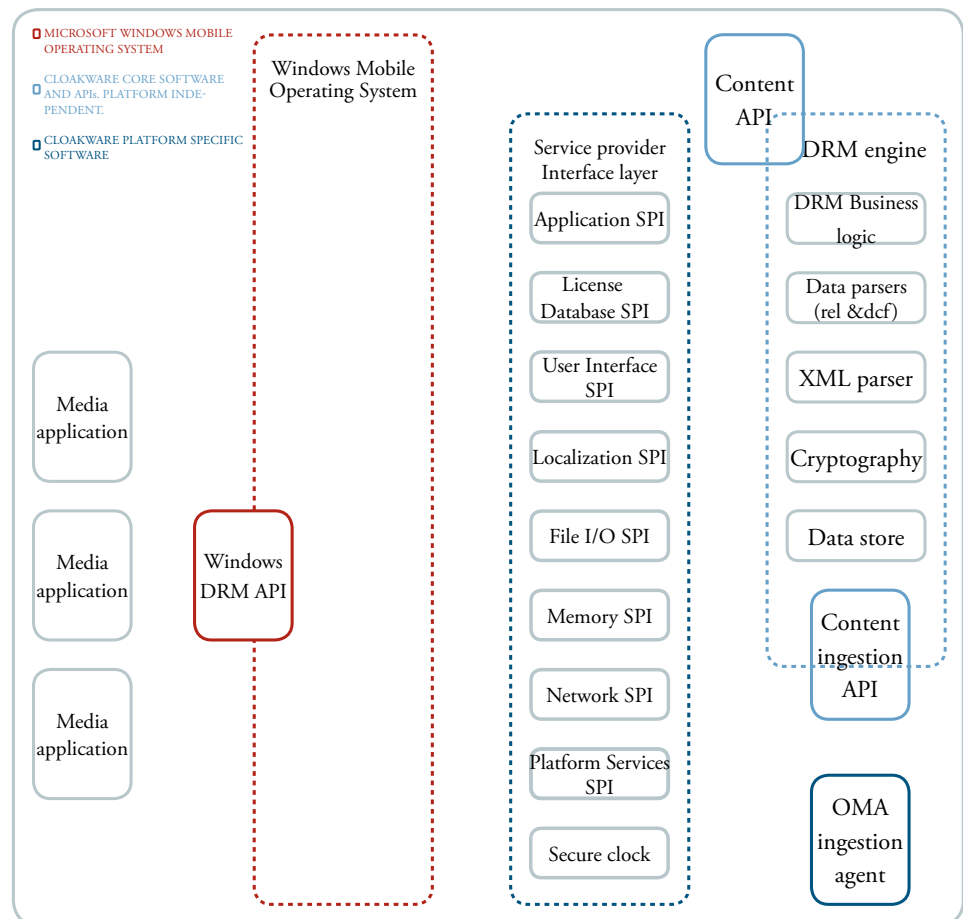 MICROSOFT WINDOWS MOBILE
OPERATING SYSTEM
CLOAKWARE CORE SOFTWARE
AND APIs. PLATFORM INDE-
PENDENT.
CLOAKWARE PLATFORM SPECIFIC
SOFTWARE
Media
application
Media
application
Media
application
Windows Mobile
Operating System
Windows
DRM API
Service provider
Interface layer
Application SPI
License
Database SPI
User Interface
SPI
Localization SPI
File I/O SPI
Memory SPI
Network SPI
Platform Services
SPI
Secure clock
Content
API
DRM engine
DRM Business
logic
Data parsers
(rel &dcf)
XML parser
Cryptography
Data store
Content
ingestion
API
OMA
ingestion
agent